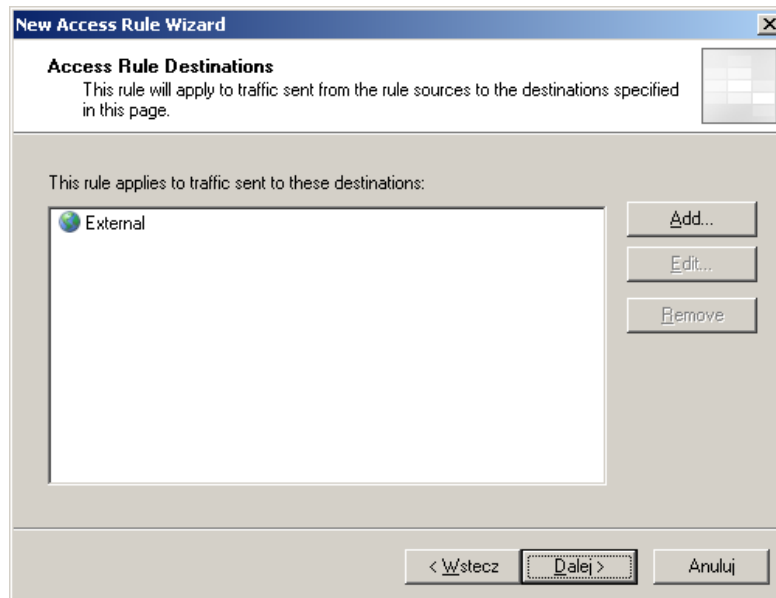 New Access Rule Wizard
Access Rule Destinations
This rule will apply to traffic sent from the rule sources to the destinations specified
in this page.
This rule applies to traffic sent to these destinations:
External
Add...
Edit...
Remove
< Wstecz
Dalej >
Anuluj